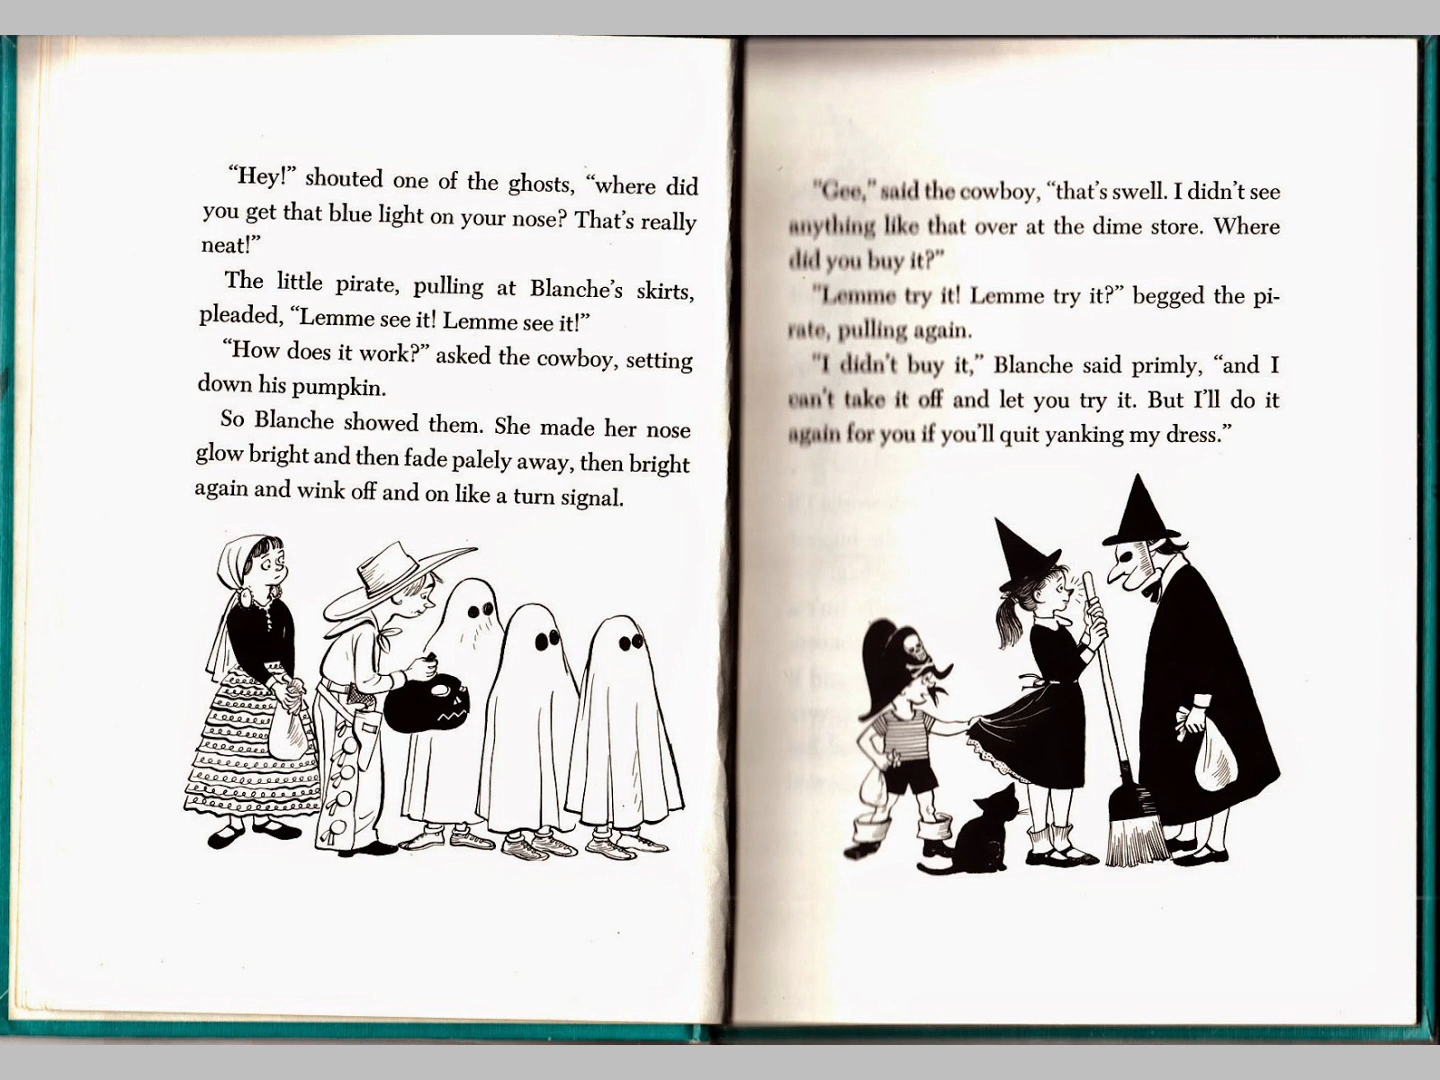 “Hey!” shouted one of the ghosts, “where did
you get that blue light on your nose? That’s really
neat!”
The little pirate, pulling at Blanche’s skirts,
pleaded, “Lemme see it! Lemme see it!”
“How does it work?” asked the cowboy, setting
down his pumpkin.
So Blanche showed them. She made her nose
glow bright and then fade palely away, then bright
again and wink off and on like a turn signal.
“Gee,” said the cowboy, “that’s swell. I didn’t see
anything like that over at the dime store. Where
did you buy it?”
“Lemme try it! Lemme try it?” begged the pi-
rate, pulling again.
“I didn’t buy it,” Blanche said primly, “and I
can’t take it off and let you try it. But I’ll do it
again for you if you’ll quit yanking my dress.”